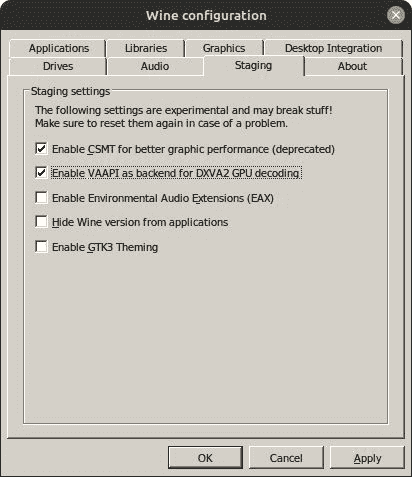 Wine configuration
Applications Libraries Graphics Desktop Integration
Drives Audio Staging About
Staging settings
The following settings are experimental and may break stuff!
Make sure to reset them again in case of a problem.
Enable CSMT for better graphic performance (deprecated)
Enable VAAPI as backend for DXVA2 GPU decoding
Enable Environmental Audio Extensions (EAX)
Hide Wine version from applications
Enable GTK3 Theming
OK Cancel Apply